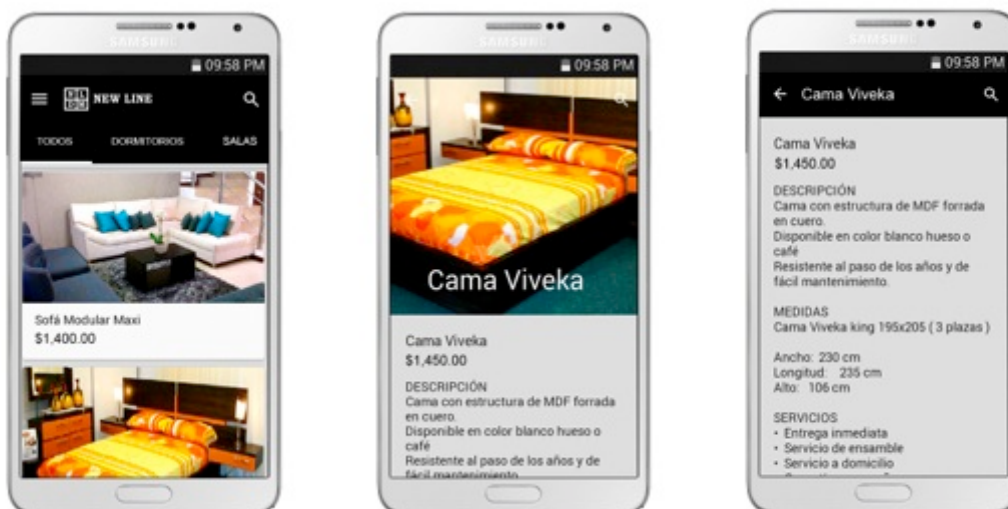 SAMSUNG
09:58 PM
NEW LINE
TODOS DORMITORIOS SALAS
Sofá Modular Maxi
$1,400.00
SAMSUNG
09:58 PM
Cama Viveka
Cama Viveka
$1,450.00
DESCRIPCIÓN
Cama con estructura de MDF forrada
en cuero.
Disponible en color blanco hueso o
café
Resistente al paso de los años y de
fácil mantenimiento
SAMSUNG
09:58 PM
Cama Viveka
Cama Viveka
$1,450.00
DESCRIPCIÓN
Cama con estructura de MDF forrada
en cuero.
Disponible en color blanco hueso o
café
Resistente al paso de los años y de
fácil mantenimiento.
MEDIDAS
Cama Viveka king 195x205 ( 3 plazas )
Ancho: 230 cm
Longitud: 235 cm
Alto: 106 cm
SERVICIOS
• Entrega inmediata
• Servicio de ensamble
• Servicio a domicilio